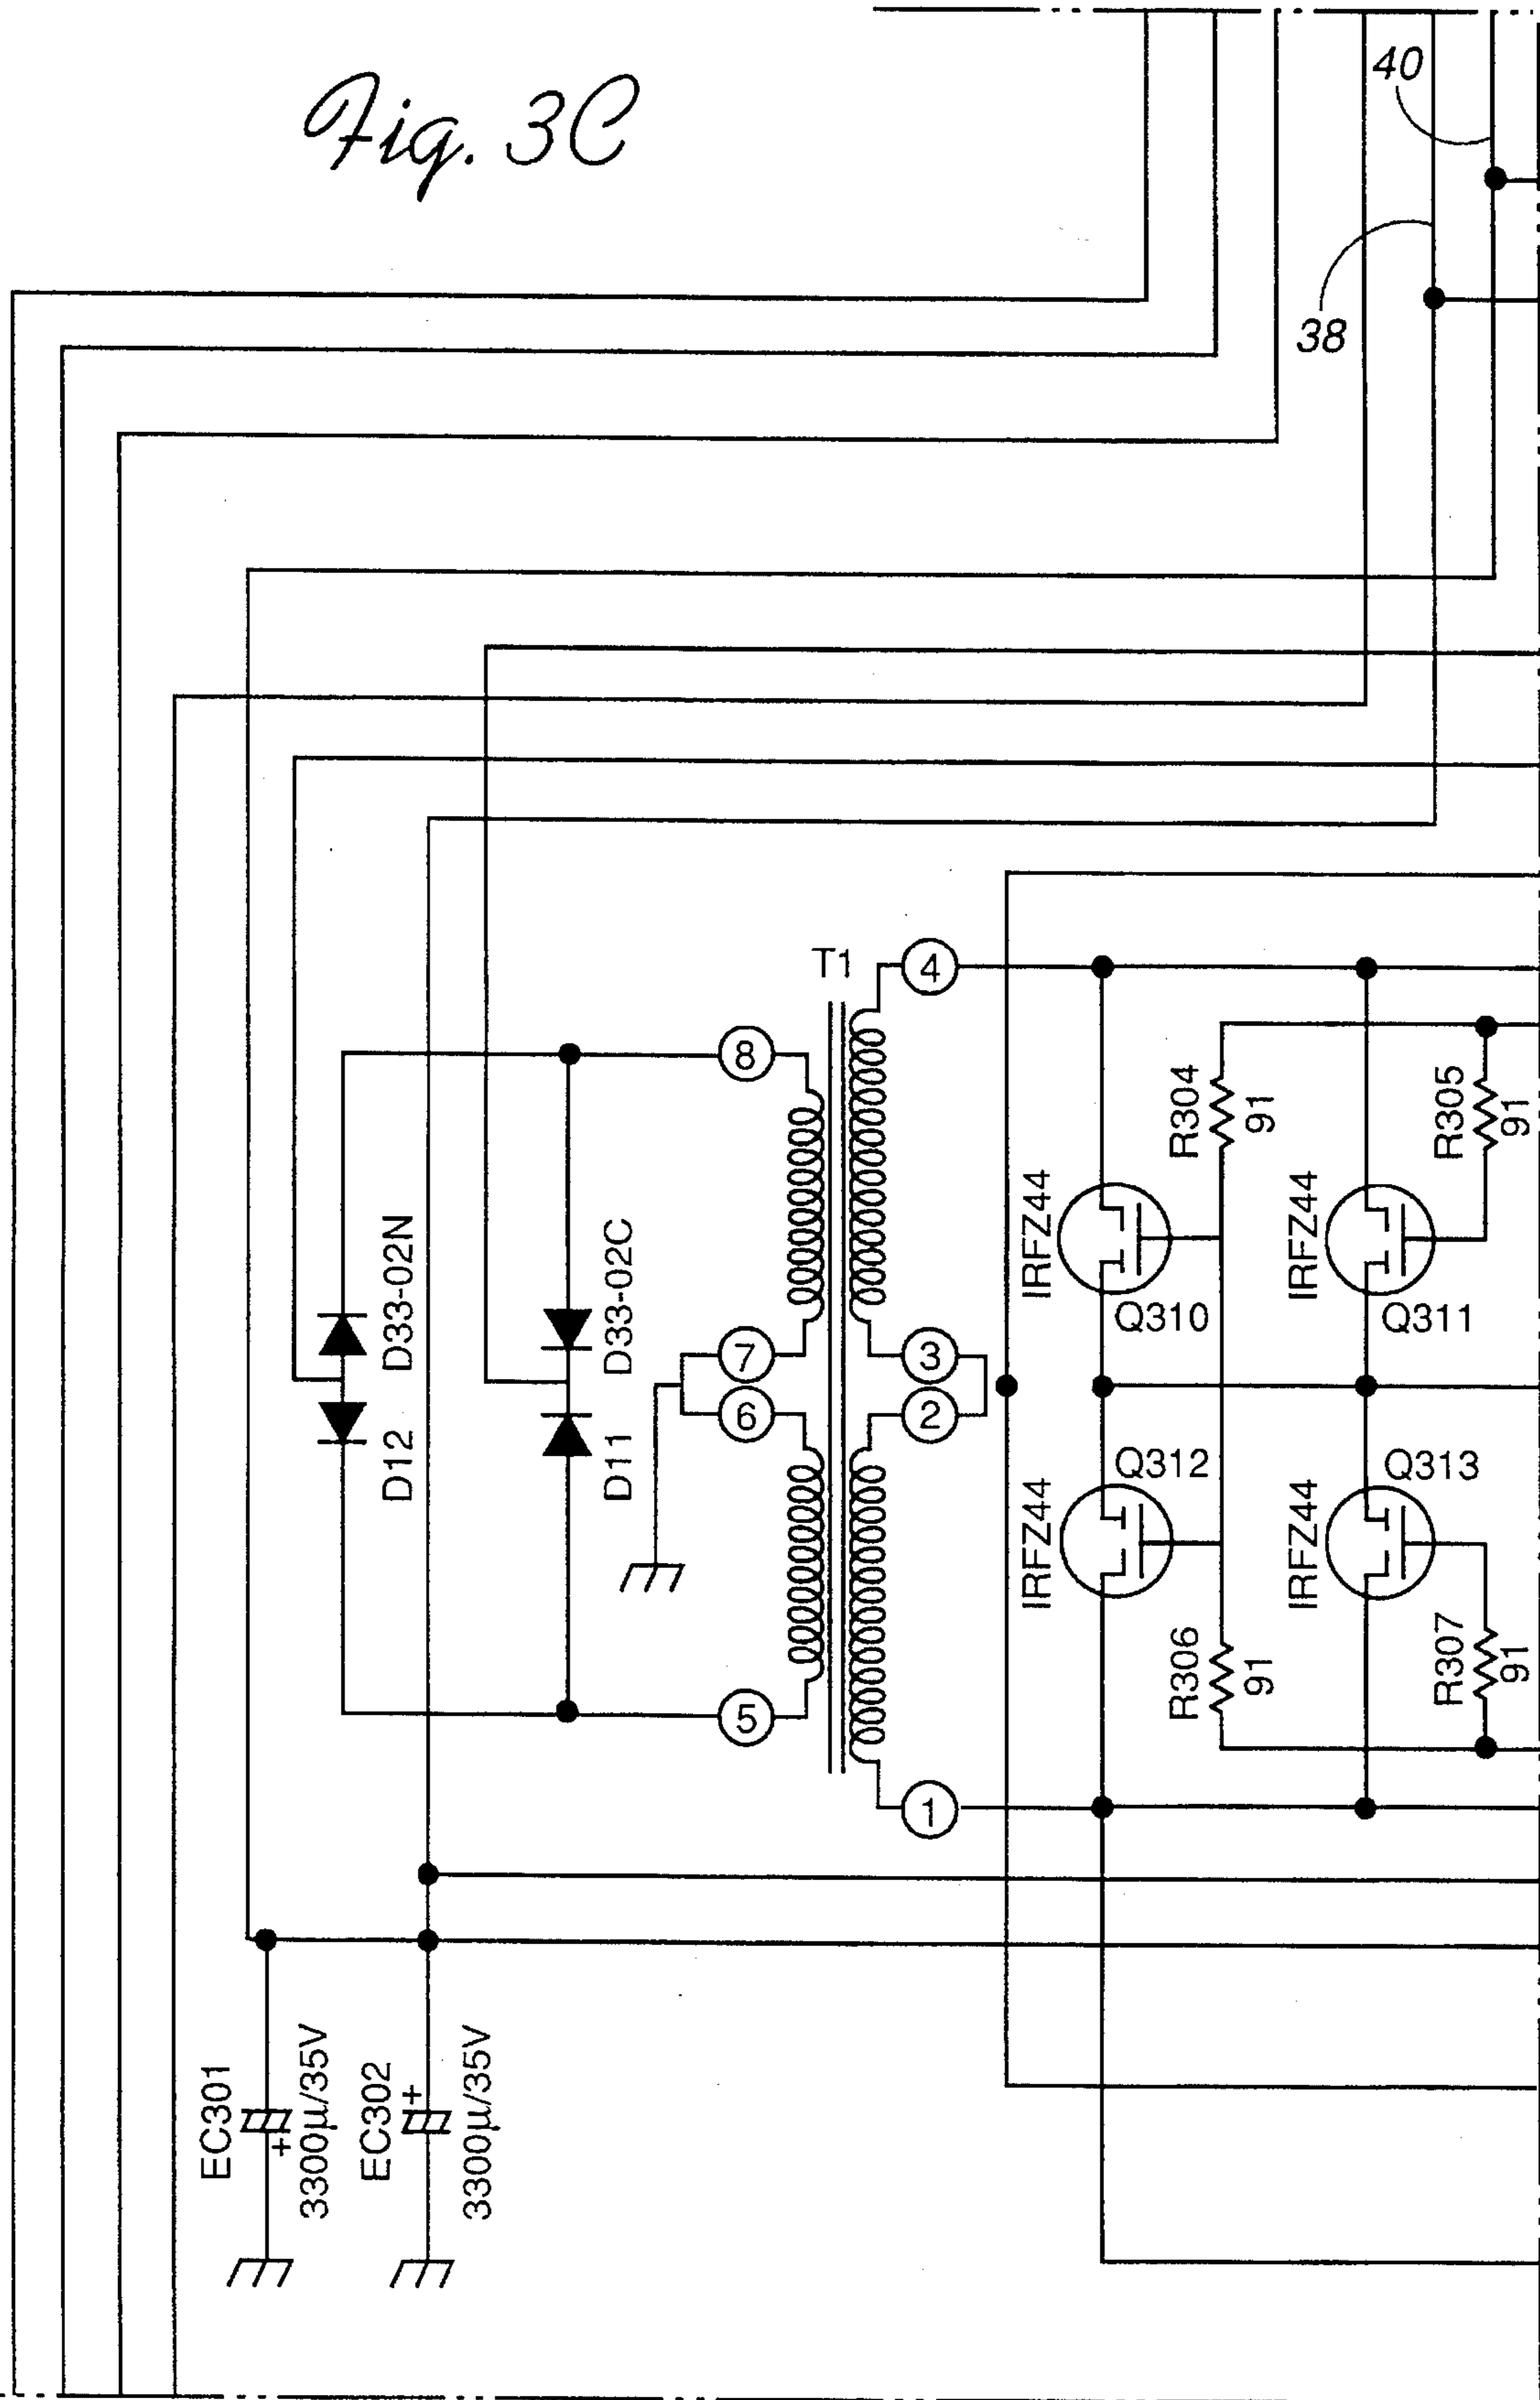 Fig. 3C
40
38
T1
4
8
7
6
5
3
2
1
D33-02N
D12
D33-02C
D11
R304
91
R305
91
IRFZ44
Q310
IRFZ44
Q311
IRFZ44
Q312
IRFZ44
Q313
R306
91
R307
91
EC301
+
3300µ/35V
EC302
+
3300µ/35V